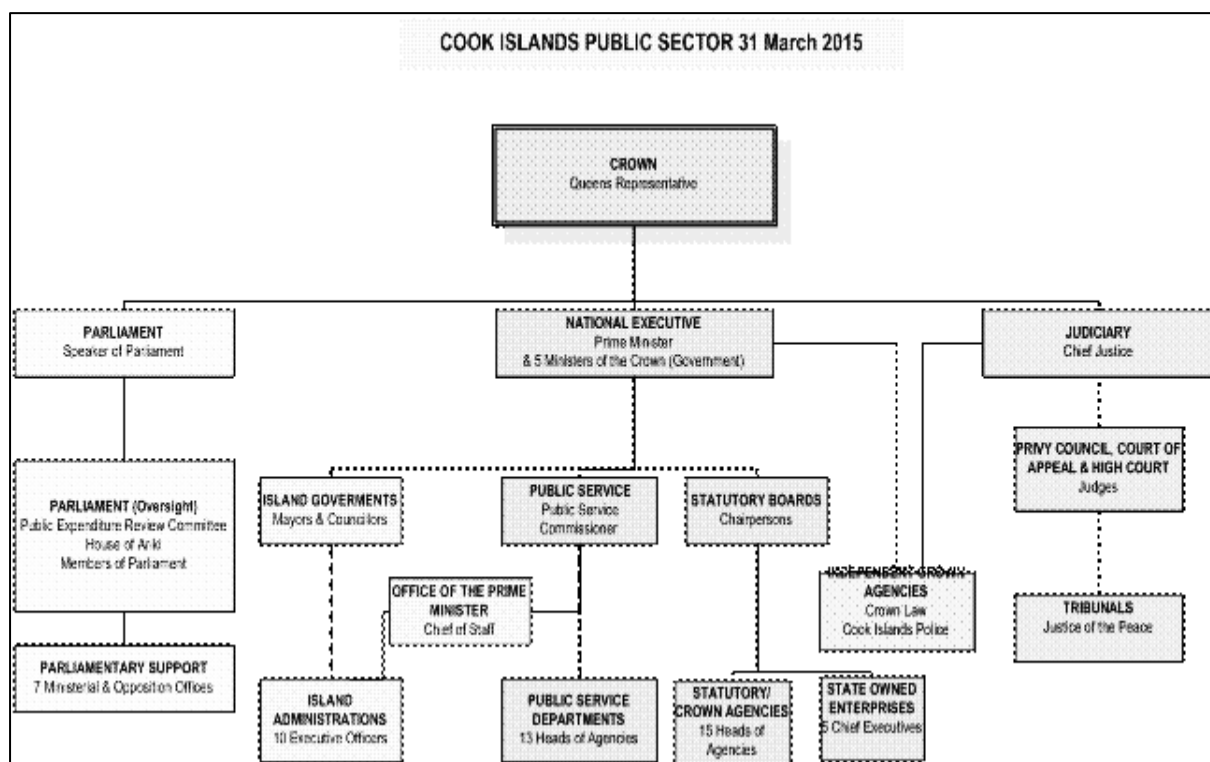 COOK ISLANDS PUBLIC SECTOR 31 March 2015
CROWN
Queens Representative
PARLIAMENT
Speaker of Parliament
NATIONAL EXECUTIVE
Prime Minister
& 5 Ministers of the Crown (Government)
JUDICIARY
Chief Justice
PARLIAMENT (Oversight)
Public Expenditure Review Committee
House of Ariki
Members of Parliament
ISLAND GOVERMENTS
Mayors & Councillors
PUBLIC SERVICE
Public Service
Commissioner
STATUTORY BOARDS
Chairpersons
PRIVY COUNCIL, COURT OF
APPEAL & HIGH COURT
Judges
OFFICE OF THE PRIME
MINISTER
Chief of Staff
INDEPENDENT CROWN
AGENCIES
Crown Law
Cook Islands Police
TRIBUNALS
Justice of the Peace
PARLIAMENTARY SUPPORT
7 Ministerial & Opposition Offices
ISLAND
ADMINISTRATIONS
10 Executive Officers
PUBLIC SERVICE
DEPARTMENTS
13 Heads of Agencies
STATUTORY/
CROWN AGENCIES
15 Heads of
Agencies
STATE OWNED
ENTERPRISES
5 Chief Executives